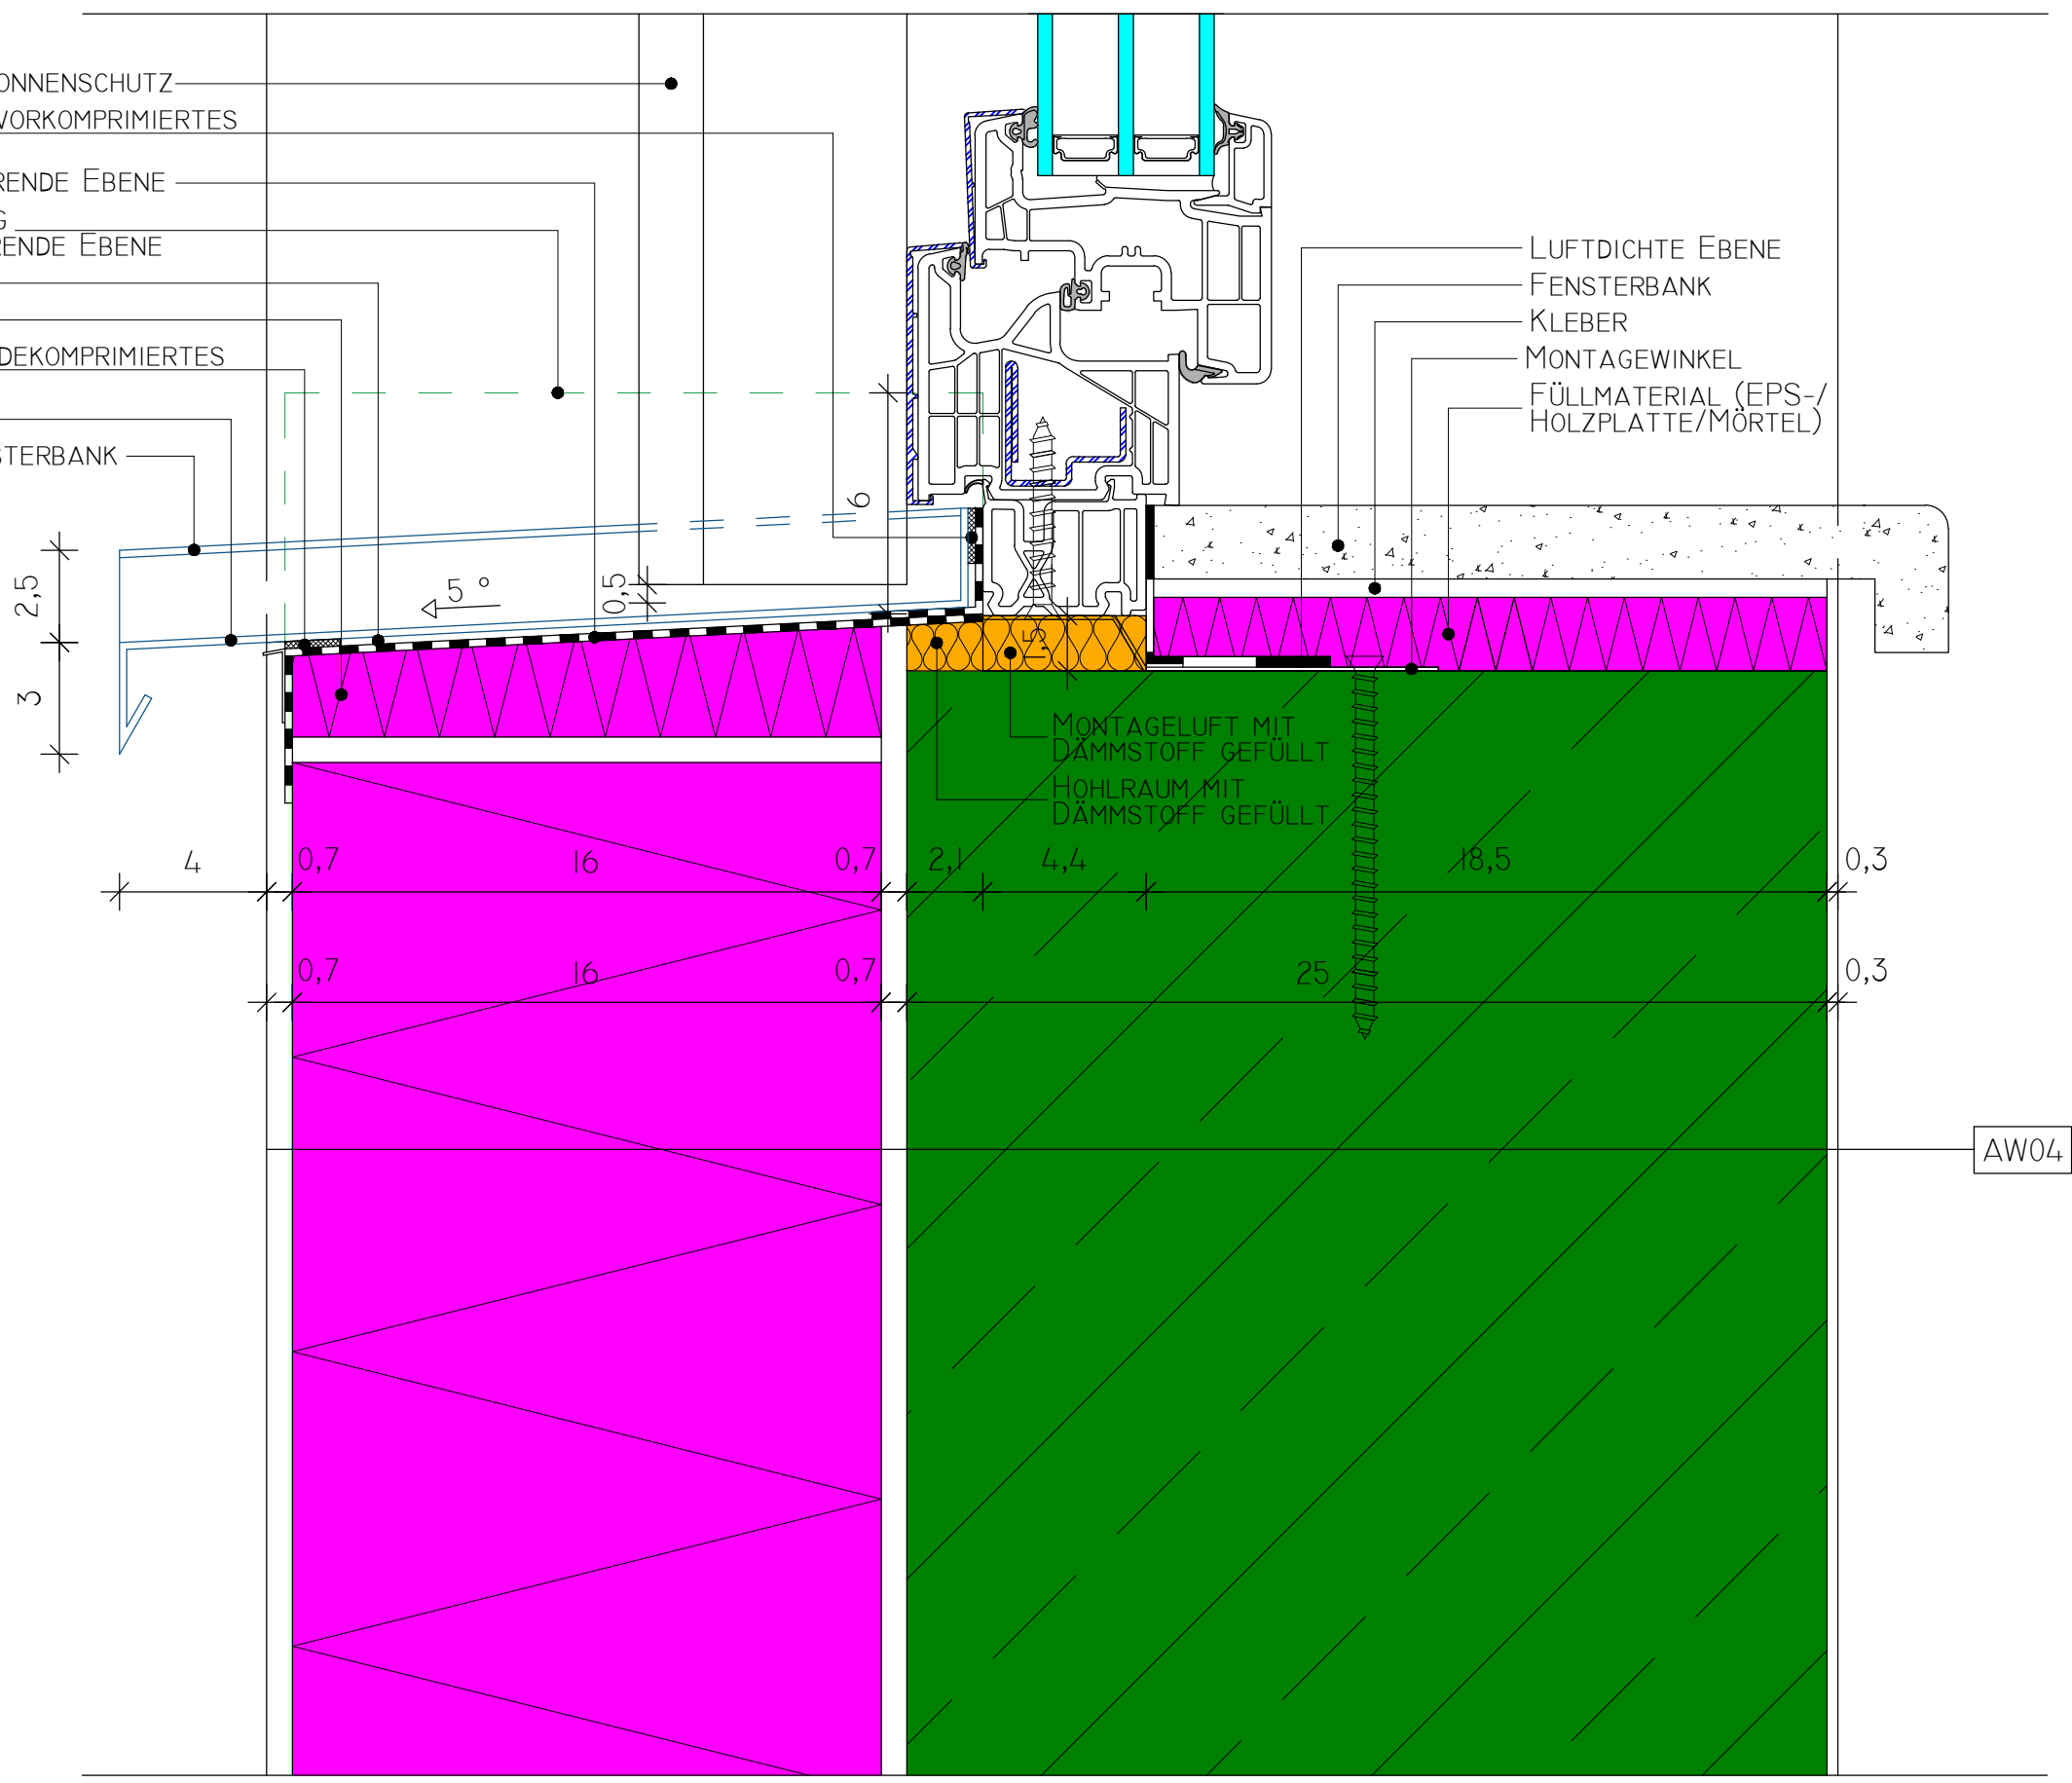 ONNENSCHUTZ
VORKOMPRIMIERTES
RENDE EBENE
G
RENDE EBENE
DEKOMPRIMIERTES
STERBANK
LUFTDICHTE EBENE
FENSTERBANK
KLEBER
MONTAGEWINKEL
FÜLLMATERIAL (EPS-/
HOLZPLATTE/MÖRTEL)
6
2,5
5 °
0,5
1,5
3
MONTAGELUFT MIT
DÄMMSTOFF GEFÜLLT
HOHLRAUM MIT
DÄMMSTOFF GEFÜLLT
4 0,7 16 0,7 2,1 4,4 18,5 0,3
0,7 16 0,7 25 0,3
AW04